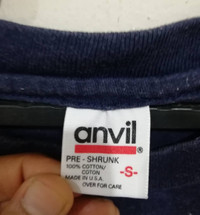 anvil®
PRE - SHRUNK
100% COTTON/
COTON
-S-
MADE IN U.S.A.
OVER FOR CARE